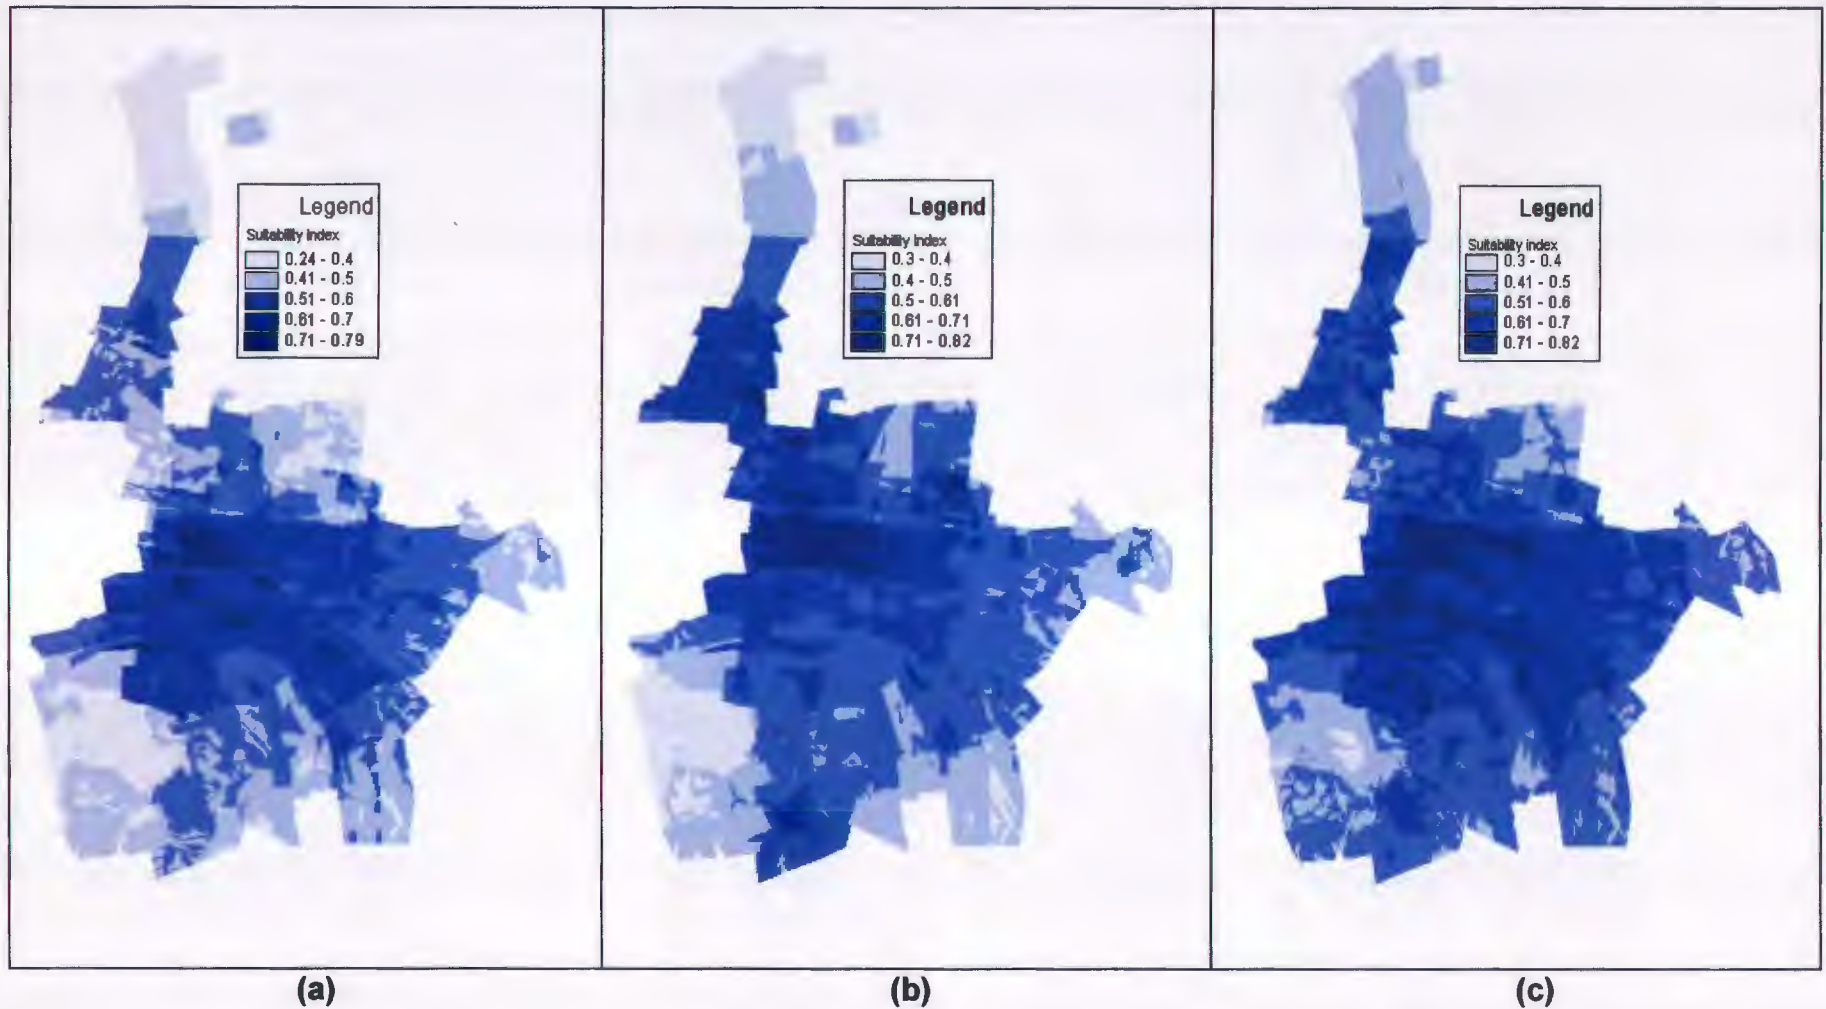 Legend
Suitability Index
0.24 - 0.4
0.41 - 0.5
0.51 - 0.6
0.61 - 0.7
0.71 - 0.79
Legend
Suitability Index
0.3 - 0.4
0.4 - 0.5
0.5 - 0.61
0.61 - 0.71
0.71 - 0.82
Legend
Suitability index
0.3 - 0.4
0.41 - 0.5
0.51 - 0.6
0.61 - 0.7
0.71 - 0.82
(a)
(b)
(c)